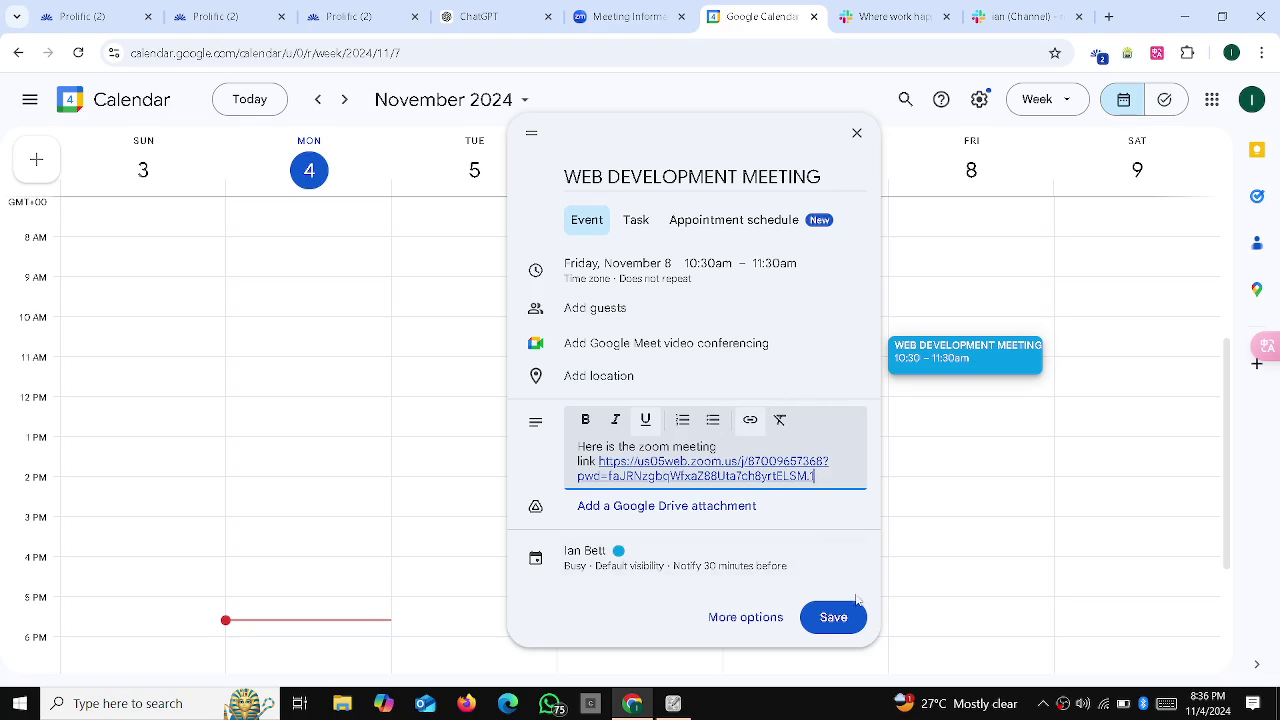 Prolific (2)
Prolific (2)
Prolific (2)
ChatGPT
Meeting Inform
Google Calendar
Where work hap
ian (Channel) -
calendar.google.com/calendar/u/0/r/week/2024/11/7
2
I
4 Calendar
Today
November 2024
Week
I
SUN
3
MON
4
TUE
5
FRI
8
SAT
9
GMT+00
8 AM
9 AM
10 AM
11 AM
12 PM
1 PM
2 PM
3 PM
4 PM
5 PM
6 PM
WEB DEVELOPMENT MEETING
Event
Task
Appointment schedule New
Friday, November 8 10:30am – 11:30am
Time zone · Does not repeat
Add guests
Add Google Meet video conferencing
Add location
B I U
Here is the zoom meeting
link https://us05web.zoom.us/j/87009657368?
pwd=faJRNzgbqWfxaZ88Uta7ch8yrtELSM.1
Add a Google Drive attachment
Ian Bett
Busy · Default visibility · Notify 30 minutes before
More options
Save
WEB DEVELOPMENT MEETING
10:30 – 11:30am
Type here to search
75
1
27°C Mostly clear
8:36 PM
11/4/2024